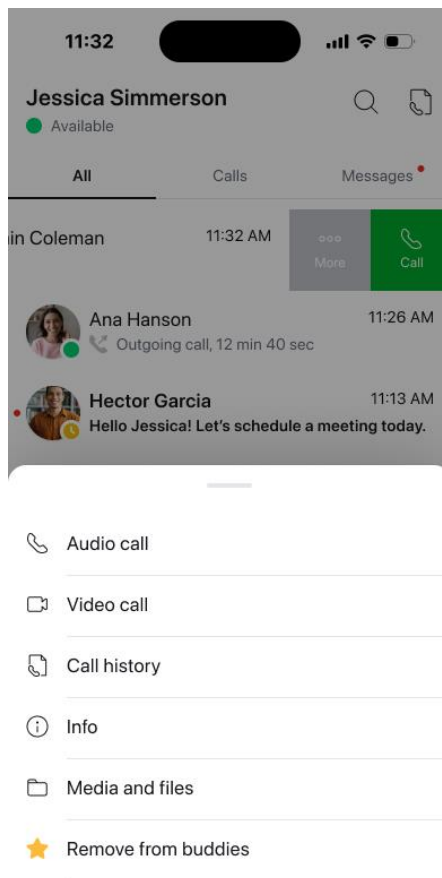 11:32
Jessica Simmerson
Available
All Calls Messages
in Coleman 11:32 AM
More Call
Ana Hanson 11:26 AM
Outgoing call, 12 min 40 sec
Hector Garcia 11:13 AM
Hello Jessica! Let's schedule a meeting today.
Audio call
Video call
Call history
Info
Media and files
Remove from buddies